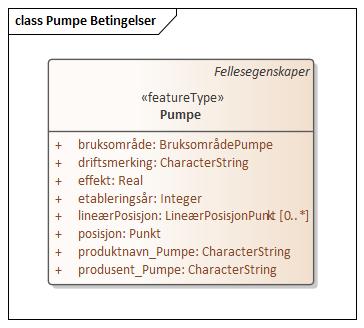 class Pumpe Betingelser
Fellesegenskaper
«featureType»
Pumpe
+ bruksområde: BruksområdePumpe
+ driftsmerking: CharacterString
+ effekt: Real
+ etableringsår: Integer
+ lineærPosisjon: LineærPosisjonPunkt [0..*]
+ posisjon: Punkt
+ produktnavn_Pumpe: CharacterString
+ produsent_Pumpe: CharacterString